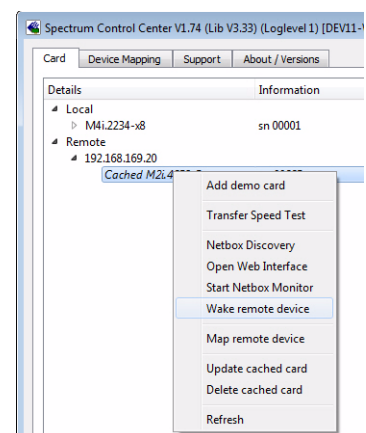 Spectrum Control Center V1.74 (Lib V3.33) (Loglevel 1) [DEV11-
Card Device Mapping Support About / Versions
Details Information
Local
M4i.2234-x8 sn 00001
Remote
192.168.169.20
Cached M2i.4
Add demo card
Transfer Speed Test
Netbox Discovery
Open Web Interface
Start Netbox Monitor
Wake remote device
Map remote device
Update cached card
Delete cached card
Refresh